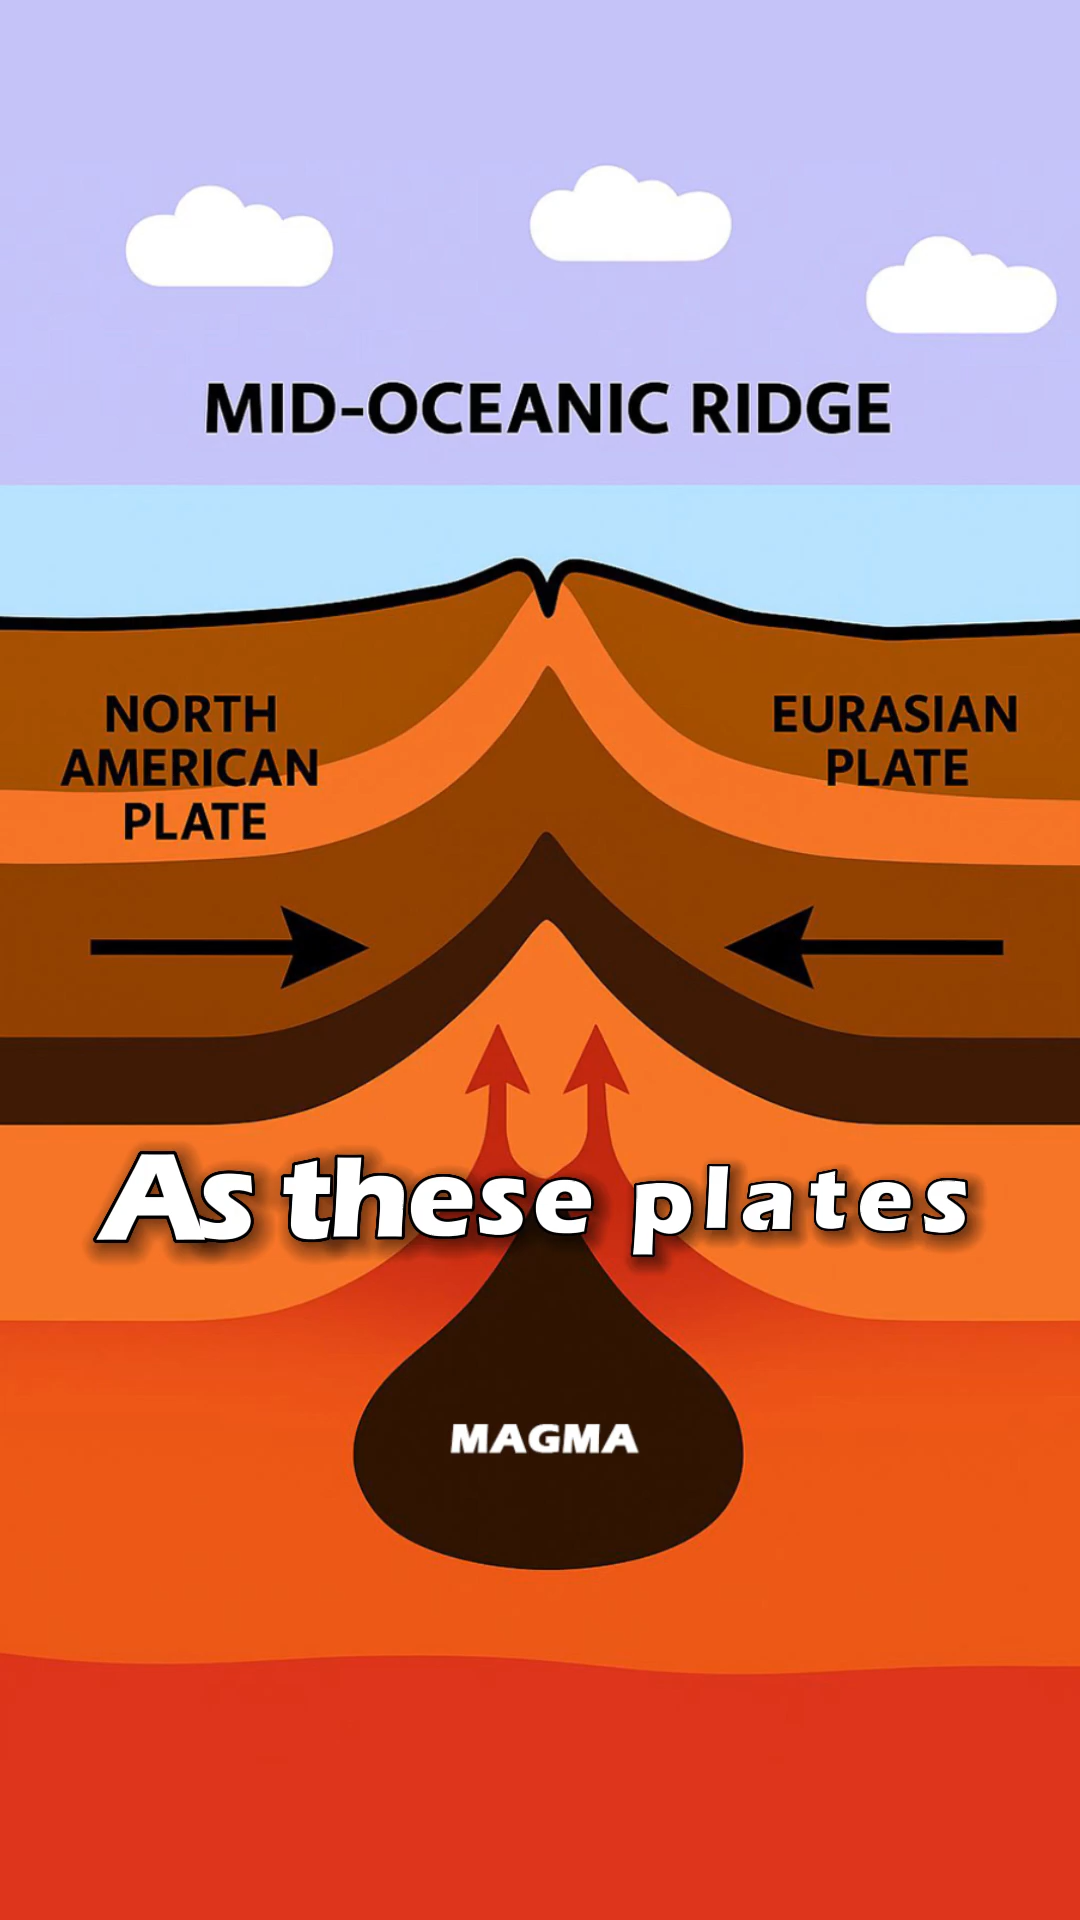 MID-OCEANIC RIDGE
NORTH
AMERICAN
PLATE
EURASIAN
PLATE
As these plates
MAGMA